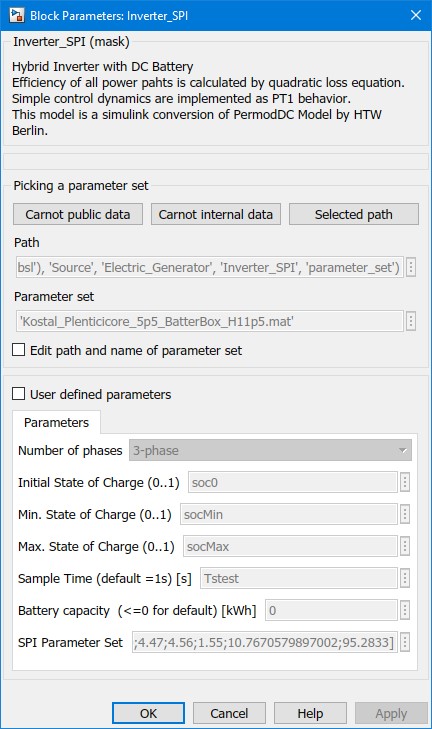 Block Parameters: Inverter_SPI
Inverter_SPI (mask)
Hybrid Inverter with DC Battery
Efficiency of all power pahts is calculated by quadratic loss equation.
Simple control dynamics are implemented as PT1 behavior.
This model is a simulink conversion of PermodDC Model by HTW
Berlin.
Picking a parameter set
Carnot public data Carnot internal data Selected path
Path
bsl'), 'Source', 'Electric_Generator', 'Inverter_SPI', 'parameter_set')
Parameter set
'Kostal_Plenticicore_5p5_BatterBox_H11p5.mat'
Edit path and name of parameter set
User defined parameters
Parameters
Number of phases 3-phase
Initial State of Charge (0..1) soc0
Min. State of Charge (0..1) socMin
Max. State of Charge (0..1) socMax
Sample Time (default =1s) [s] Tstest
Battery capacity (<=0 for default) [kWh] 0
SPI Parameter Set ;4.47;4.56;1.55;10.7670579897002;95.2833]
OK Cancel Help Apply